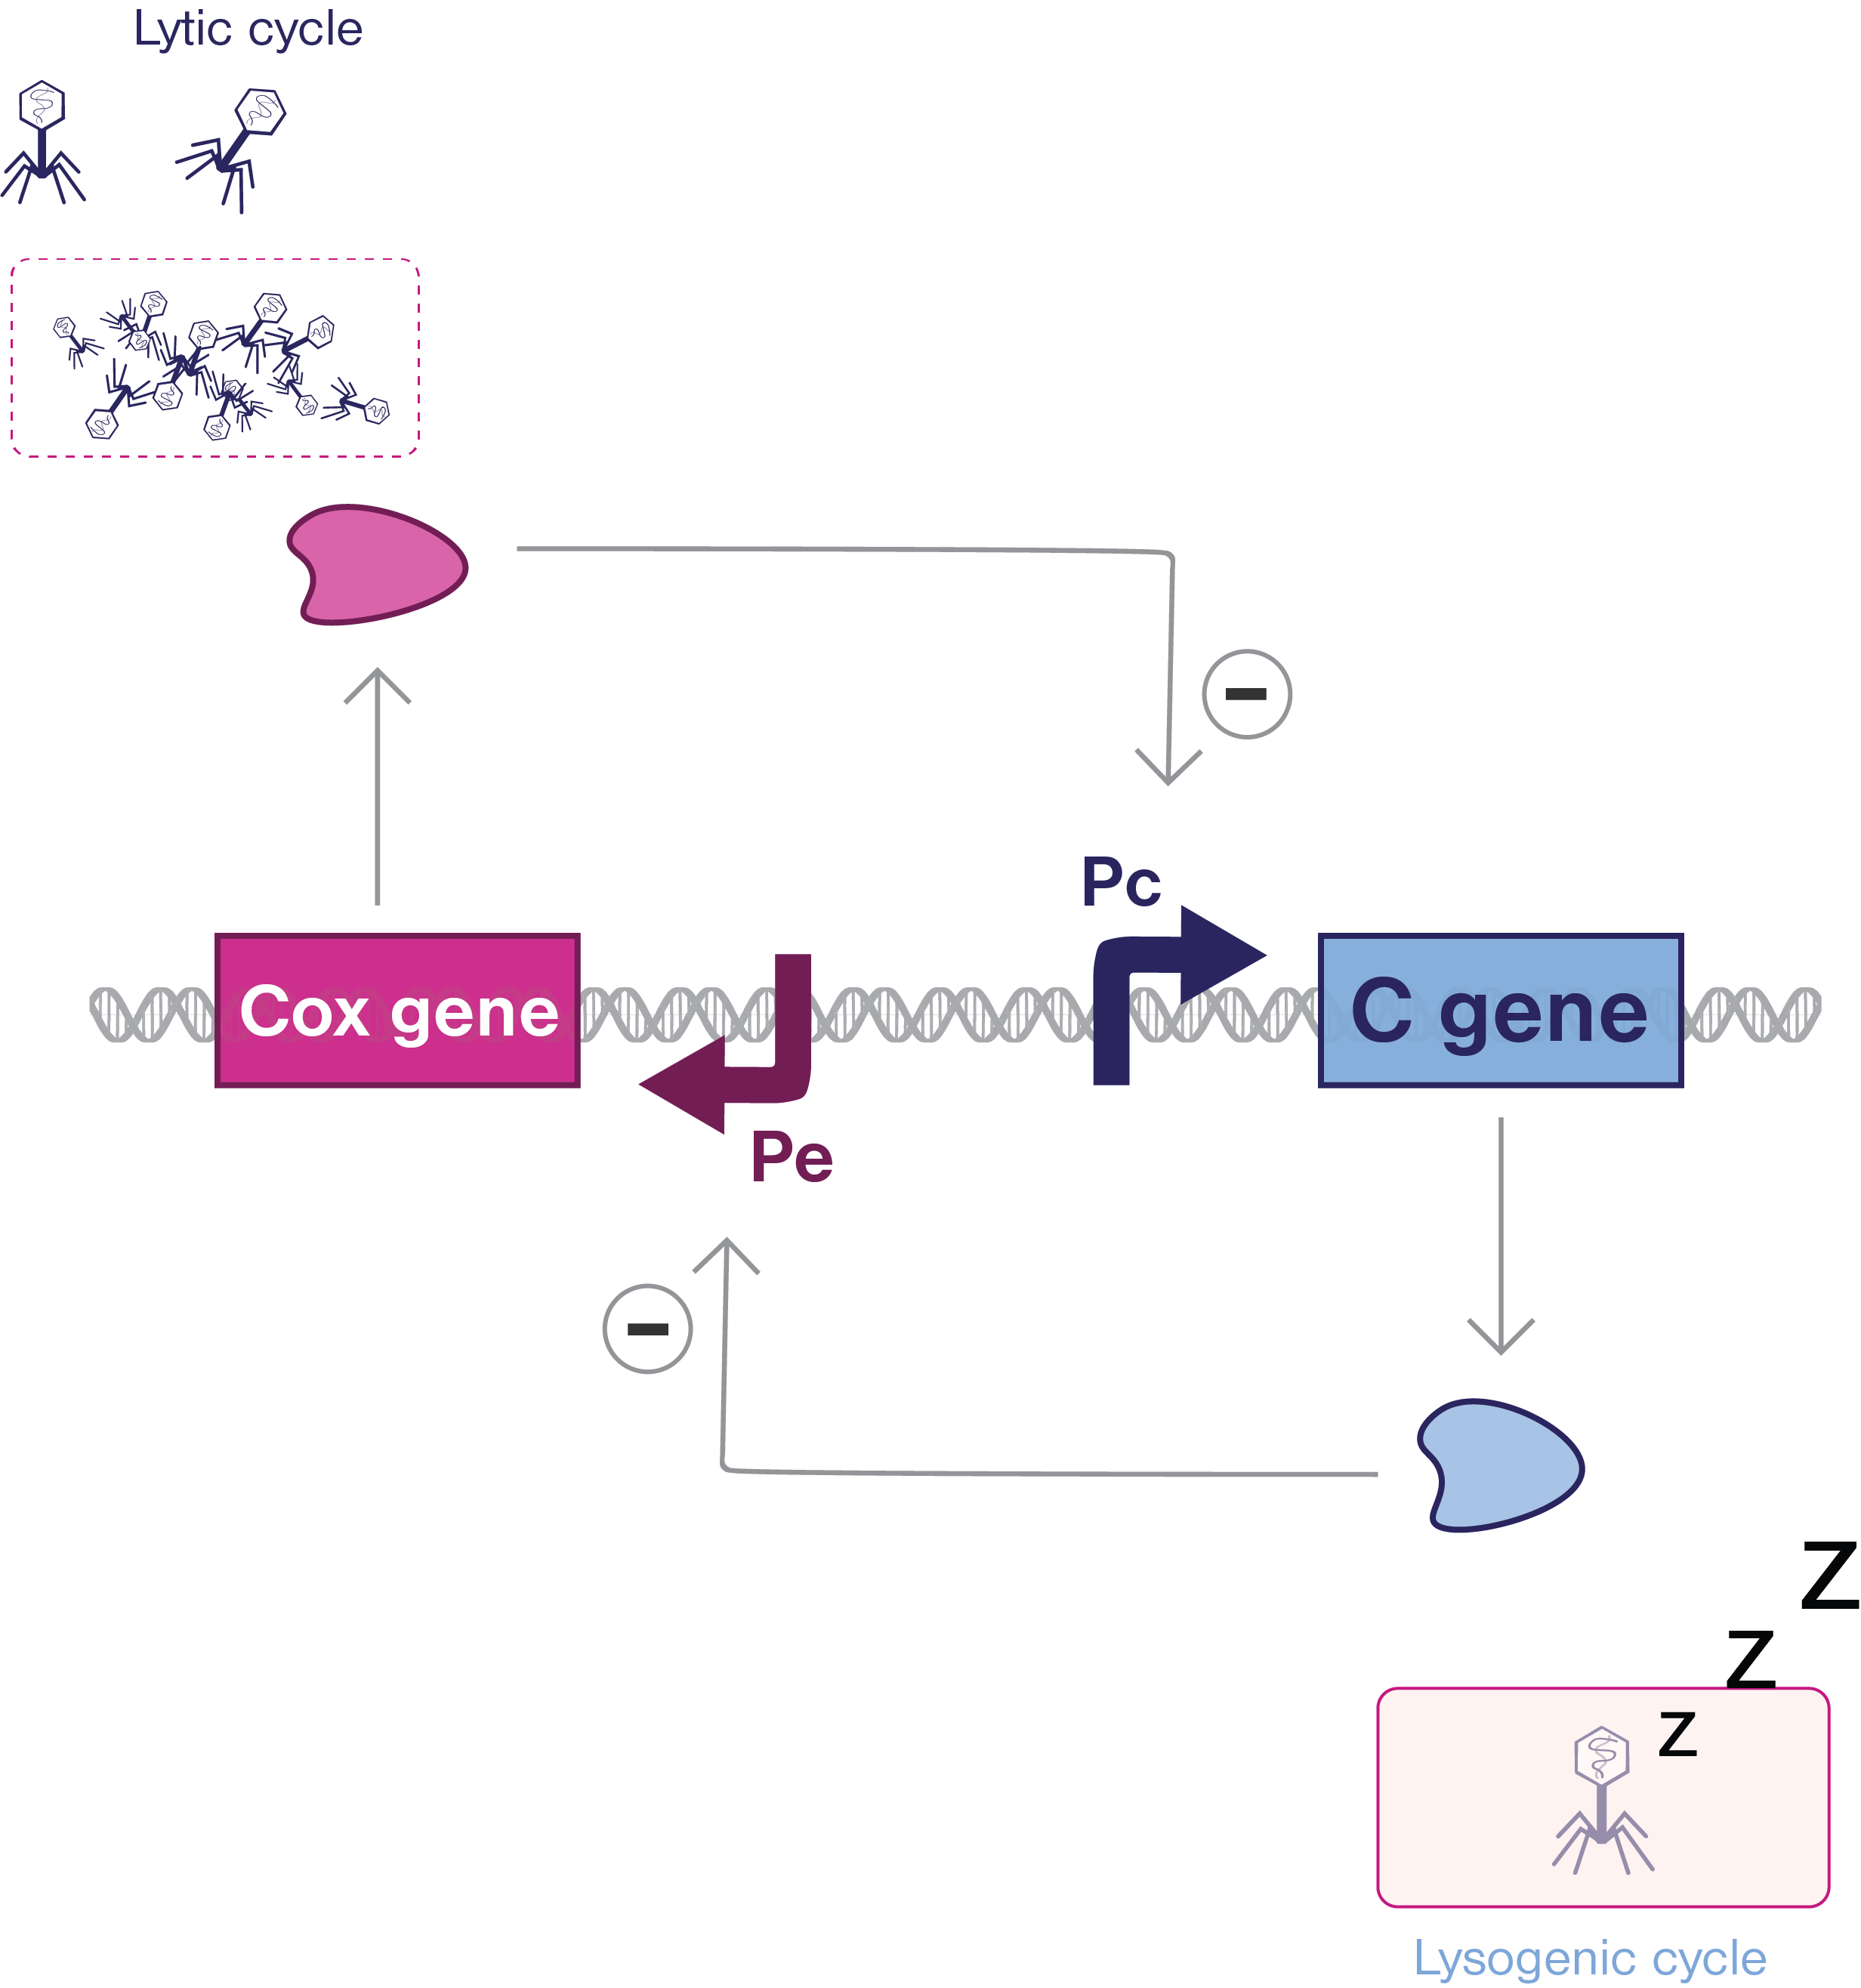 Lytic cycle
−
Pc
Cox gene
C gene
Pe
−
Z
Z
Z
Lysogenic cycle